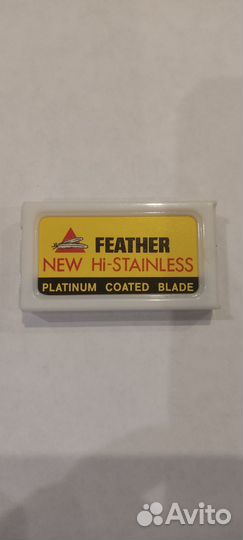 FEATHER
NEW Hi-STAINLESS
PLATINUM COATED BLADE
Avito